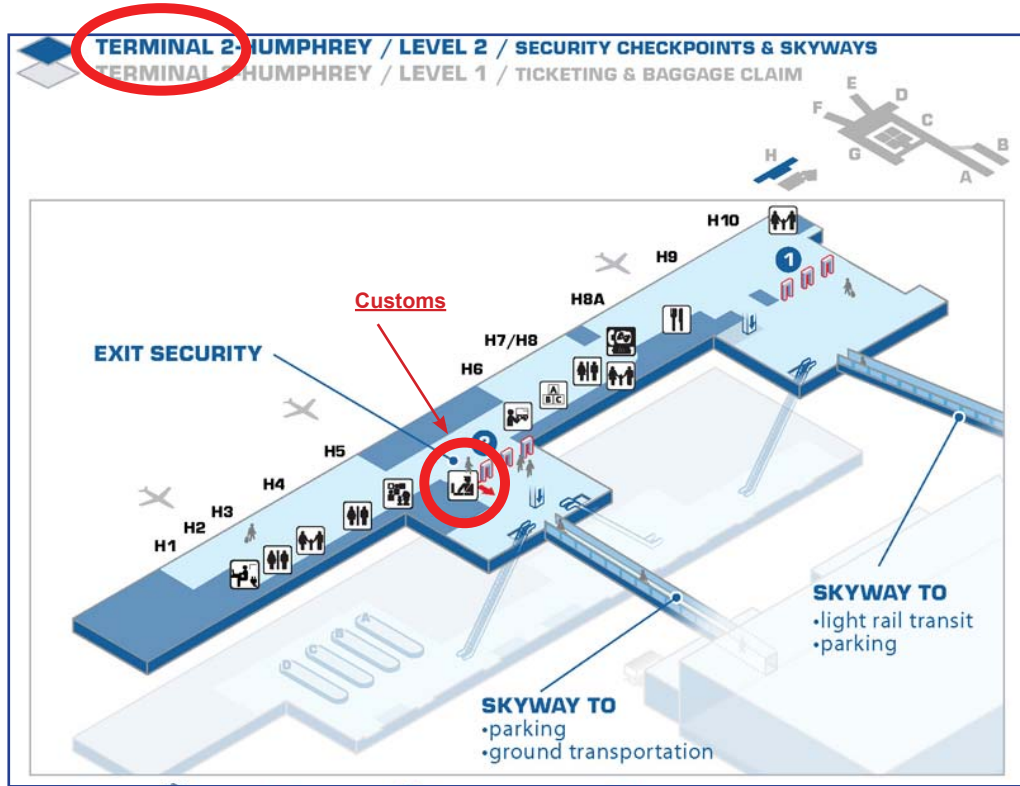 TERMINAL 2-HUMPHREY / LEVEL 2 / SECURITY CHECKPOINTS & SKYWAYS
TERMINAL 2-HUMPHREY / LEVEL 1 / TICKETING & BAGGAGE CLAIM
E
D
F
C
B
G
H
A
H10
1
H9
Customs
H8A
H7/H8
EXIT SECURITY
H6
A
B C
2
H5
H4
H3
H2
H1
SKYWAY TO
•light rail transit
•parking
A
B
C
D
SKYWAY TO
•parking
•ground transportation